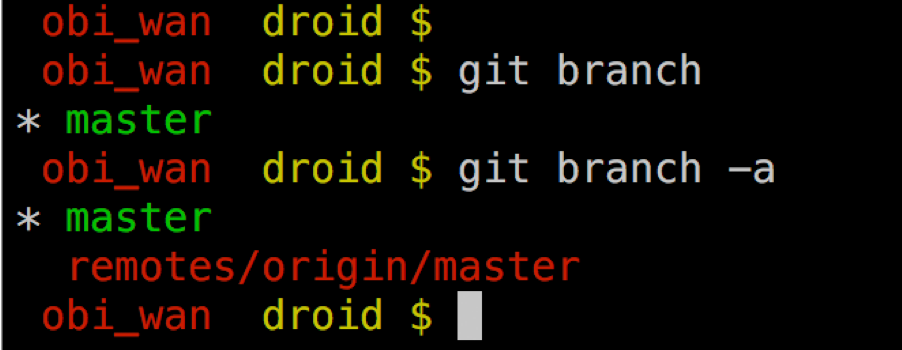 obi_wan droid $
obi_wan droid $ git branch
* master
obi_wan droid $ git branch -a
* master
remotes/origin/master
obi_wan droid $